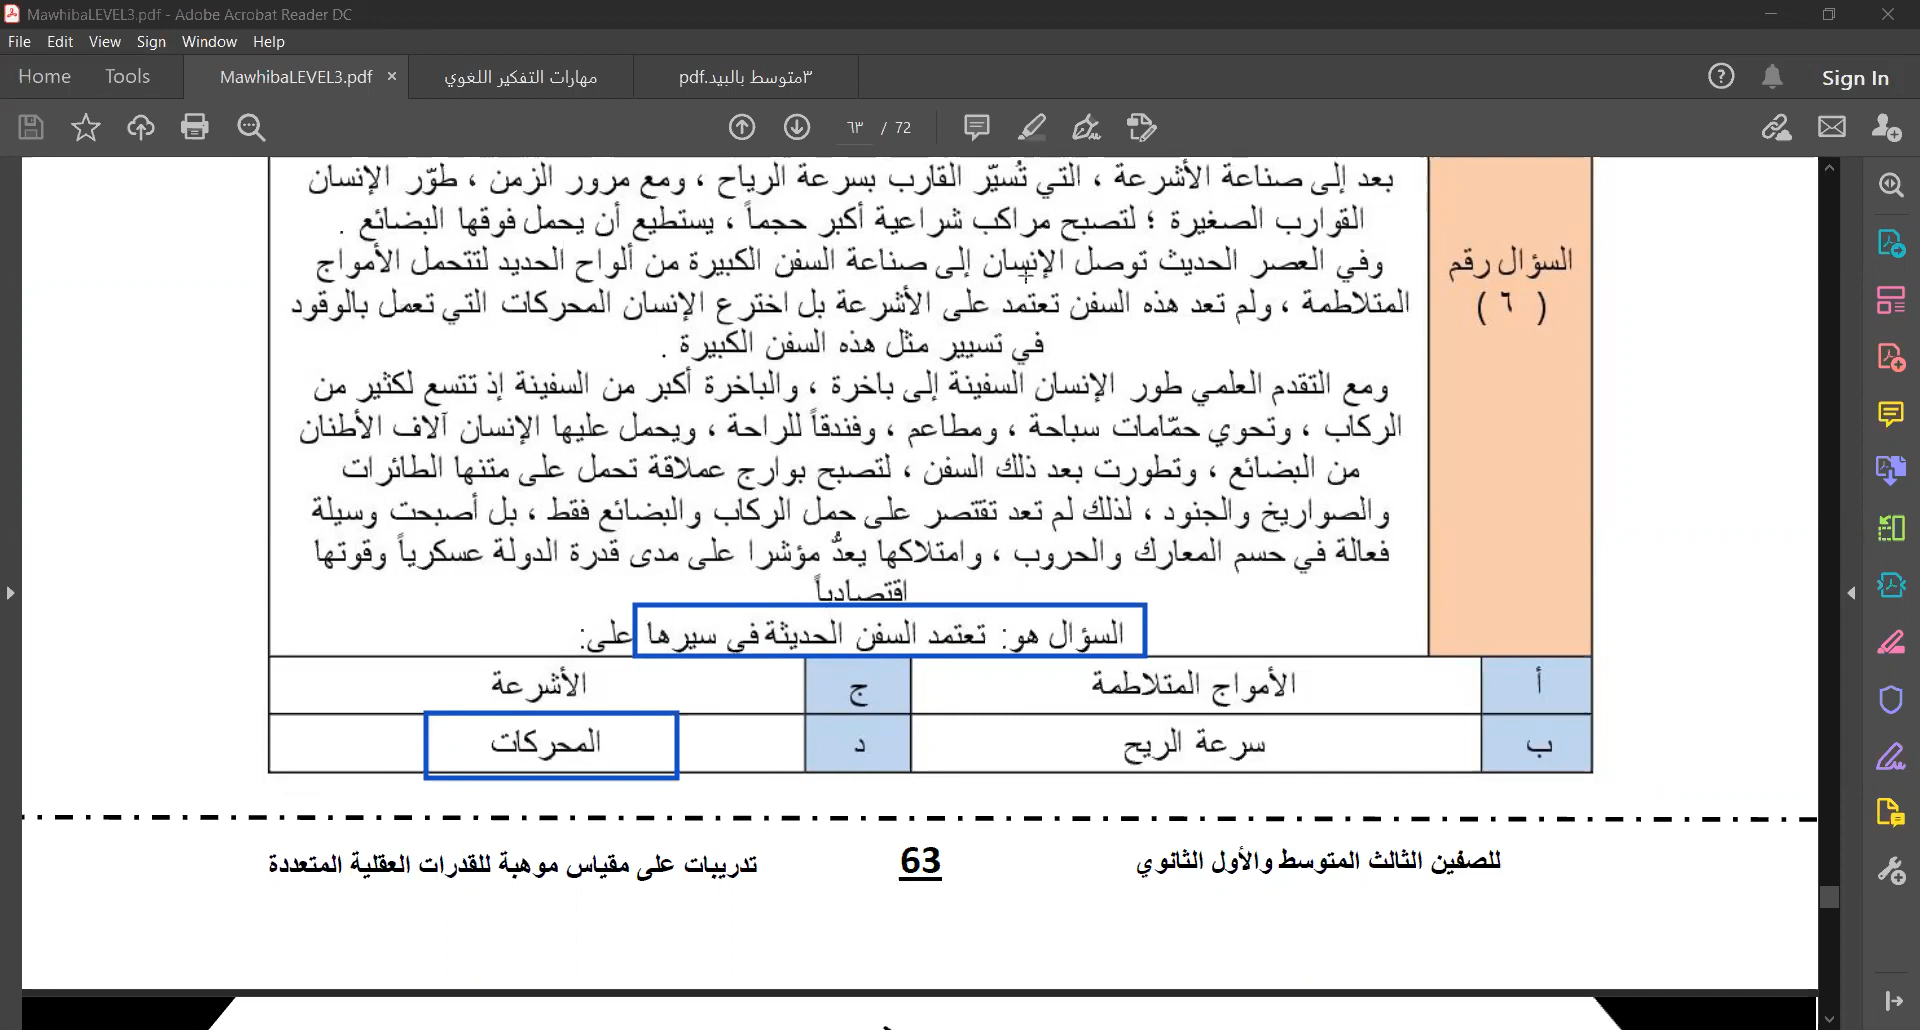 MawhibaLEVEL3.pdf - Adobe Acrobat Reader DC
File Edit View Sign Window Help
Home Tools MawhibaLEVEL3.pdf × مهارات التفكير اللغوي ٣متوسط بالبيد.pdf Sign In
٦٣ / 72
بعد إلى صناعة الأشرعة ، التي تُسيّر القارب بسرعة الرياح ، ومع مرور الزمن ، طوّر الإنسان
القوارب الصغيرة ؛ لتصبح مراكب شراعية أكبر حجماً ، يستطيع أن يحمل فوقها البضائع .
وفي العصر الحديث توصل الإنسان إلى صناعة السفن الكبيرة من ألواح الحديد لتتحمل الأمواج
المتلاطمة ، ولم تعد هذه السفن تعتمد على الأشرعة بل اخترع الإنسان المحركات التي تعمل بالوقود
في تسيير مثل هذه السفن الكبيرة .
ومع التقدم العلمي طور الإنسان السفينة إلى باخرة ، والباخرة أكبر من السفينة إذ تتسع لكثير من
الركاب ، وتحوي حمّامات سباحة ، ومطاعم ، وفندقاً للراحة ، ويحمل عليها الإنسان آلاف الأطنان
من البضائع ، وتطورت بعد ذلك السفن ، لتصبح بوارج عملاقة تحمل على متنها الطائرات
والصواريخ والجنود ، لذلك لم تعد تقتصر على حمل الركاب والبضائع فقط ، بل أصبحت وسيلة
فعالة في حسم المعارك والحروب ، وامتلاكها يعدُّ مؤشرا على مدى قدرة الدولة عسكرياً وقوتها
اقتصادياً
السؤال هو: تعتمد السفن الحديثة في سيرها على:
السؤال رقم
( ٦ )
أ الأمواج المتلاطمة ج الأشرعة
ب سرعة الريح د المحركات
للصفين الثالث المتوسط والأول الثانوي 63 تدريبات على مقياس موهبة للقدرات العقلية المتعددة